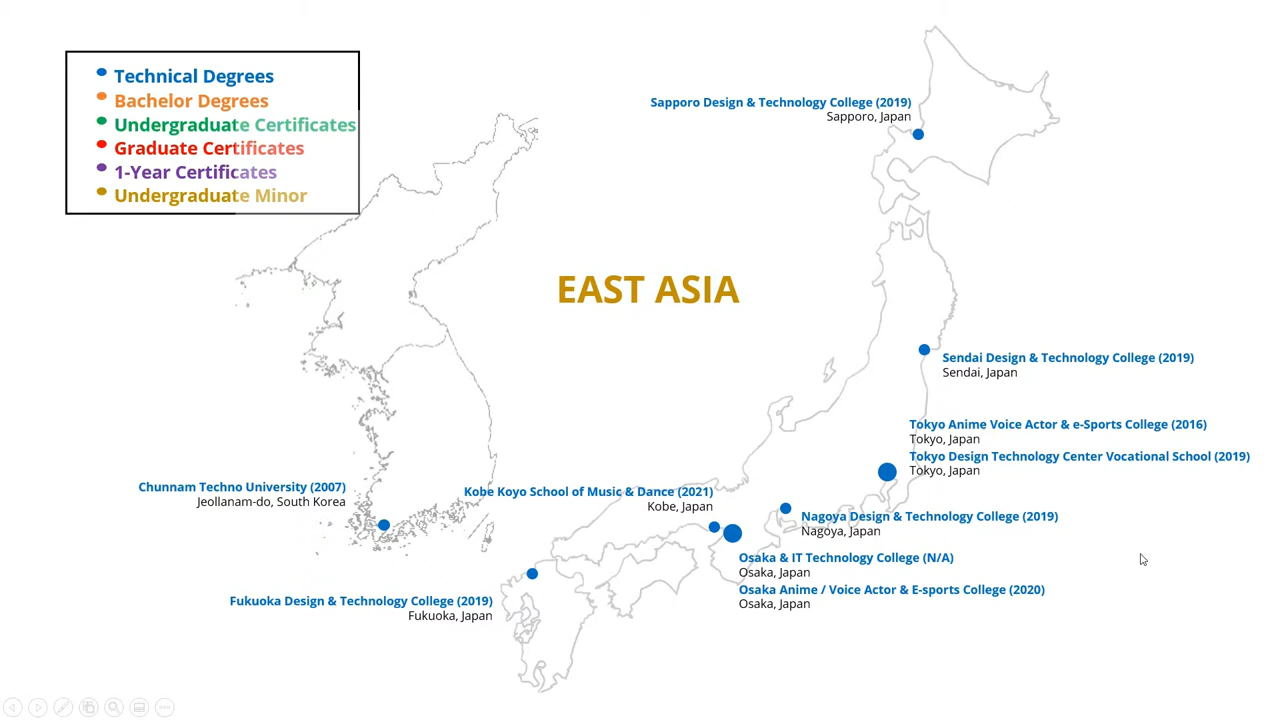 Technical Degrees
Bachelor Degrees
Undergraduate Certificates
Graduate Certificates
1-Year Certificates
Undergraduate Minor
Sapporo Design & Technology College (2019)
Sapporo, Japan
EAST ASIA
Sendai Design & Technology College (2019)
Sendai, Japan
Tokyo Anime Voice Actor & e-Sports College (2016)
Tokyo, Japan
Tokyo Design Technology Center Vocational School (2019)
Tokyo, Japan
Chunnam Techno University (2007)
Jeollanam-do, South Korea
Kobe Koyo School of Music & Dance (2021)
Kobe, Japan
Nagoya Design & Technology College (2019)
Nagoya, Japan
Osaka & IT Technology College (N/A)
Osaka, Japan
Osaka Anime / Voice Actor & E-sports College (2020)
Osaka, Japan
Fukuoka Design & Technology College (2019)
Fukuoka, Japan